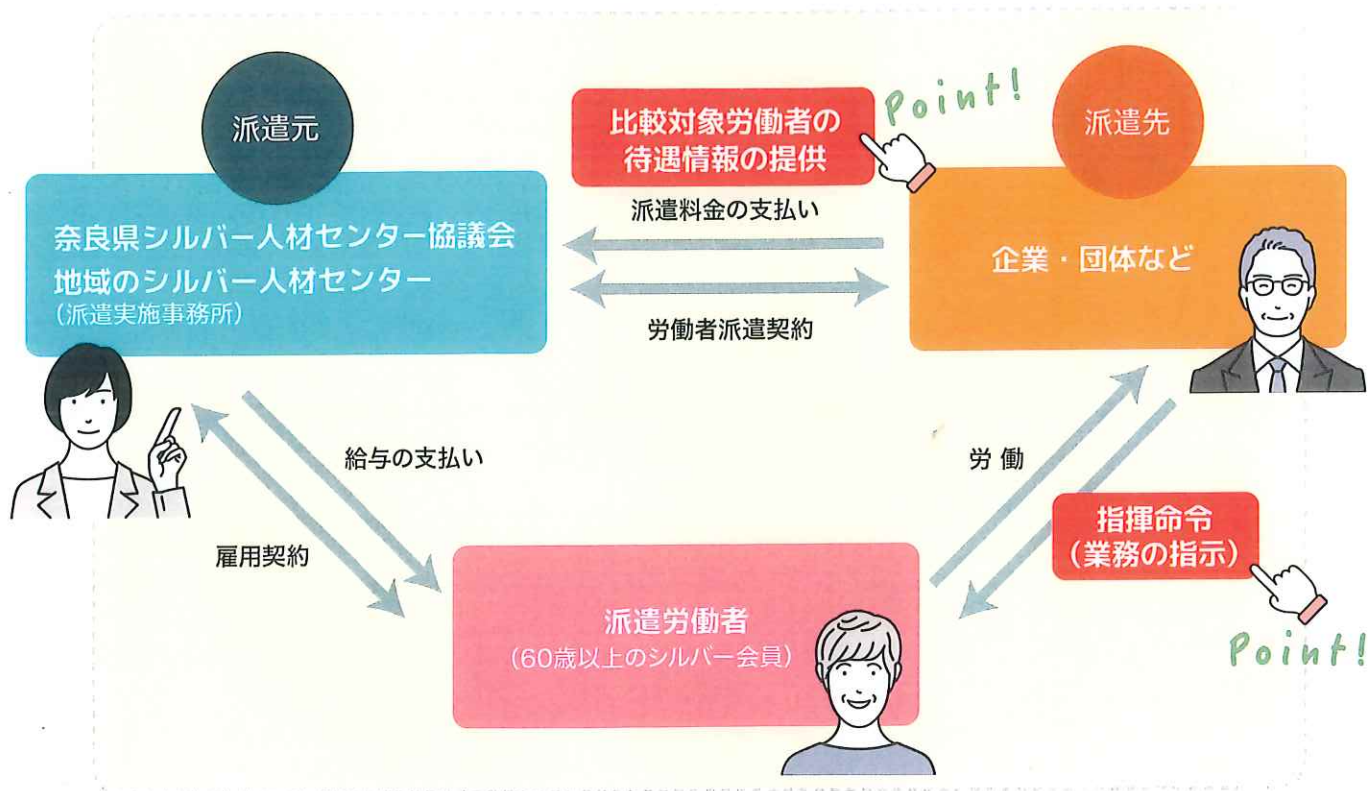 派遣元
奈良県シルバー人材センター協議会
地域のシルバー人材センター
(派遣実施事務所)
比較対象労働者の
待遇情報の提供
Point!
派遣料金の支払い
労働者派遣契約
派遣先
企業・団体など
給与の支払い
雇用契約
労働
指揮命令
(業務の指示)
Point!
派遣労働者
(60歳以上のシルバー会員)